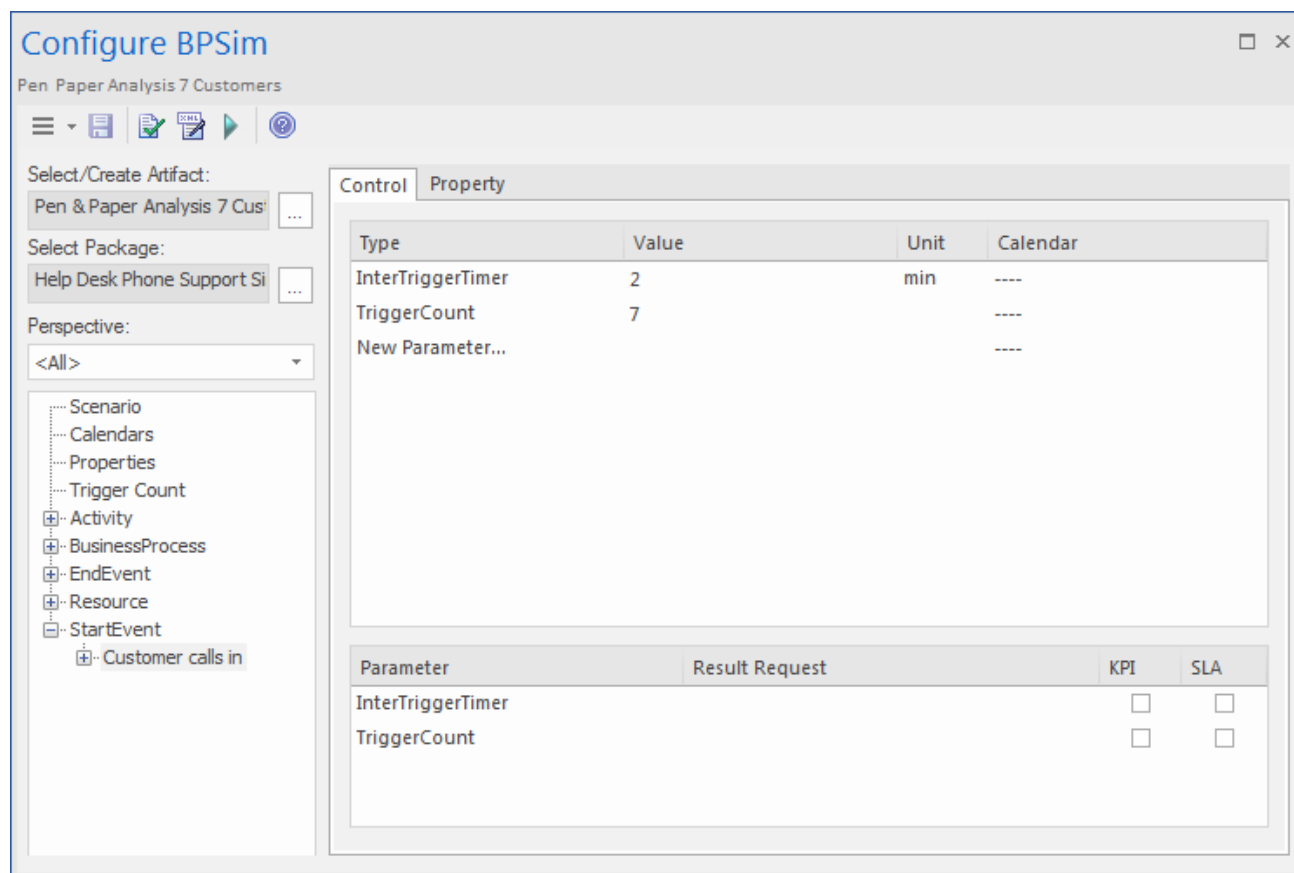 Configure BPSim
Pen Paper Analysis 7 Customers
Select/Create Artifact:
Pen & Paper Analysis 7 Cus
...
Select Package:
Help Desk Phone Support Si
...
Perspective:
<All>
Scenario
Calendars
Properties
Trigger Count
Activity
BusinessProcess
EndEvent
Resource
StartEvent
Customer calls in
Control Property
Type Value Unit Calendar
InterTriggerTimer 2 min ----
TriggerCount 7 ----
New Parameter... ----
Parameter Result Request KPI SLA
InterTriggerTimer
TriggerCount